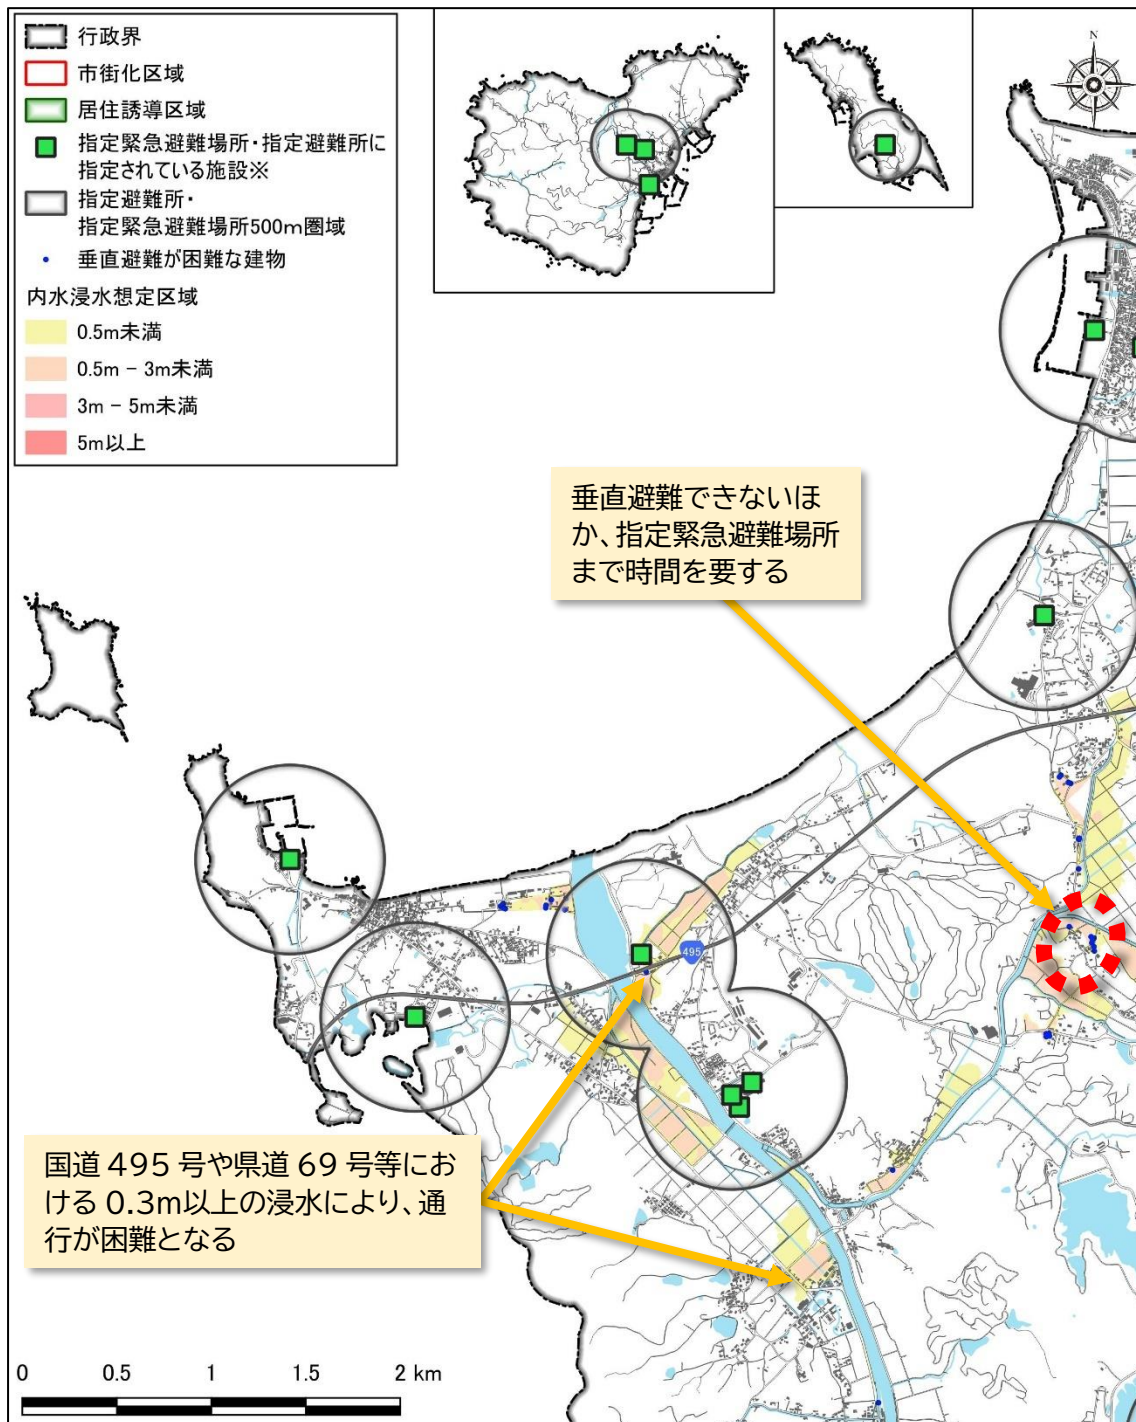 行政界
市街化区域
居住誘導区域
指定緊急避難場所・指定避難所に
指定されている施設※
指定避難所・
指定緊急避難場所500m圏域
垂直避難が困難な建物
内水浸水想定区域
0.5m未満
0.5m － 3m未満
3m － 5m未満
5m以上
N
垂直避難できないほ
か、指定緊急避難場所
まで時間を要する
495
国道 495 号や県道 69 号等にお
ける 0.3m以上の浸水により、通
行が困難となる
0 0.5 1 1.5 2 km